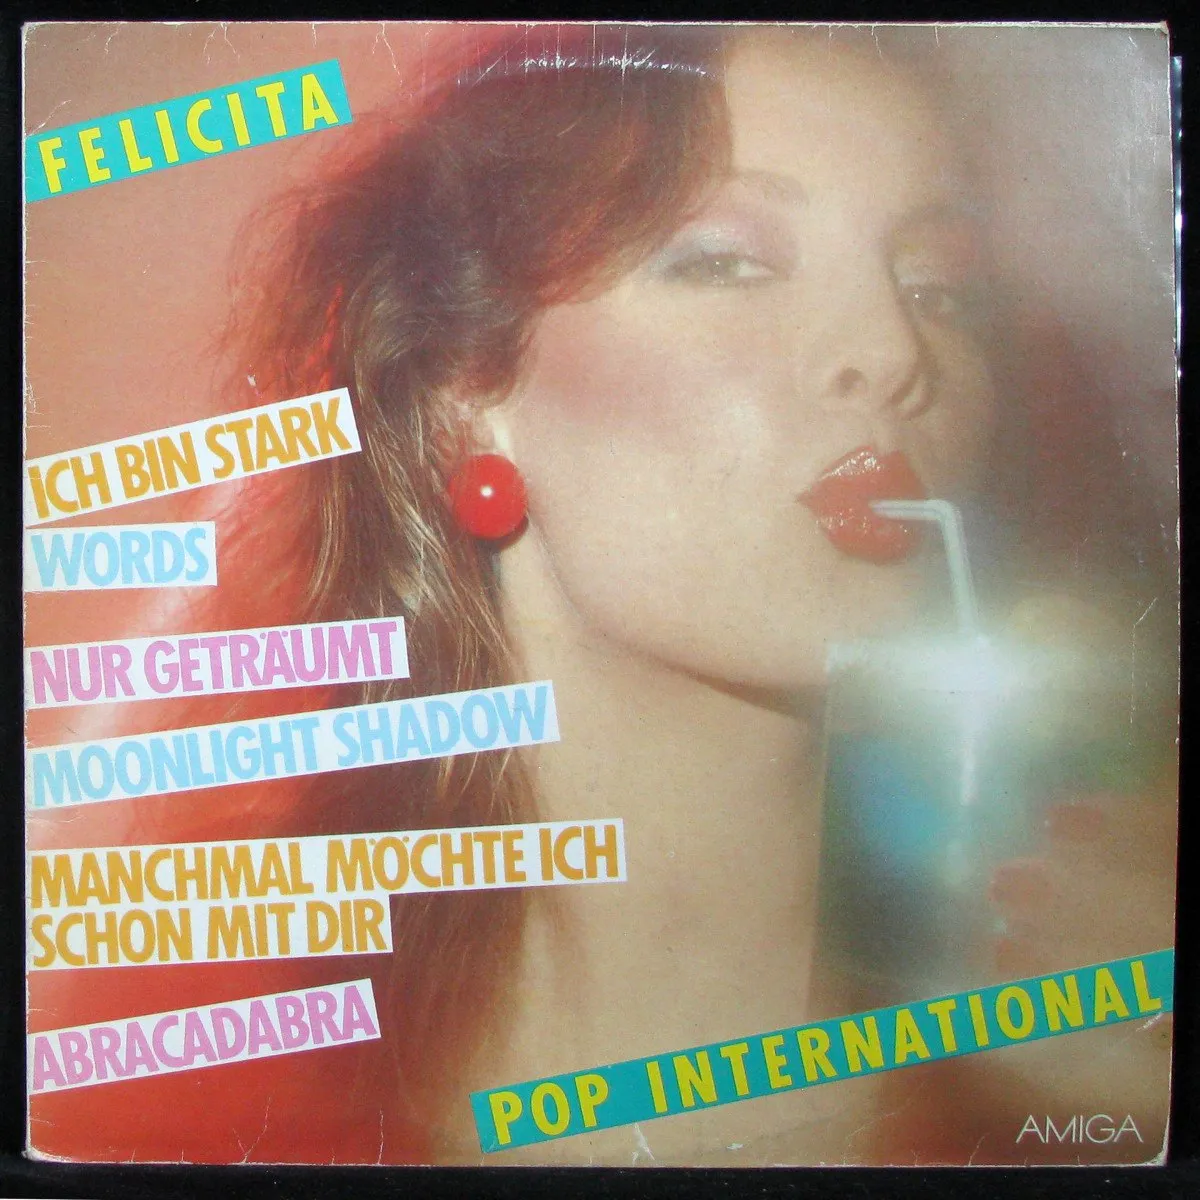 FELICITA
ICH BIN STARK
WORDS
NUR GETRÄUMT
MOONLIGHT SHADOW
MANCHMAL MÖCHTE ICH
SCHON MIT DIR
ABRACADABRA
POP INTERNATIONAL
AMIGA